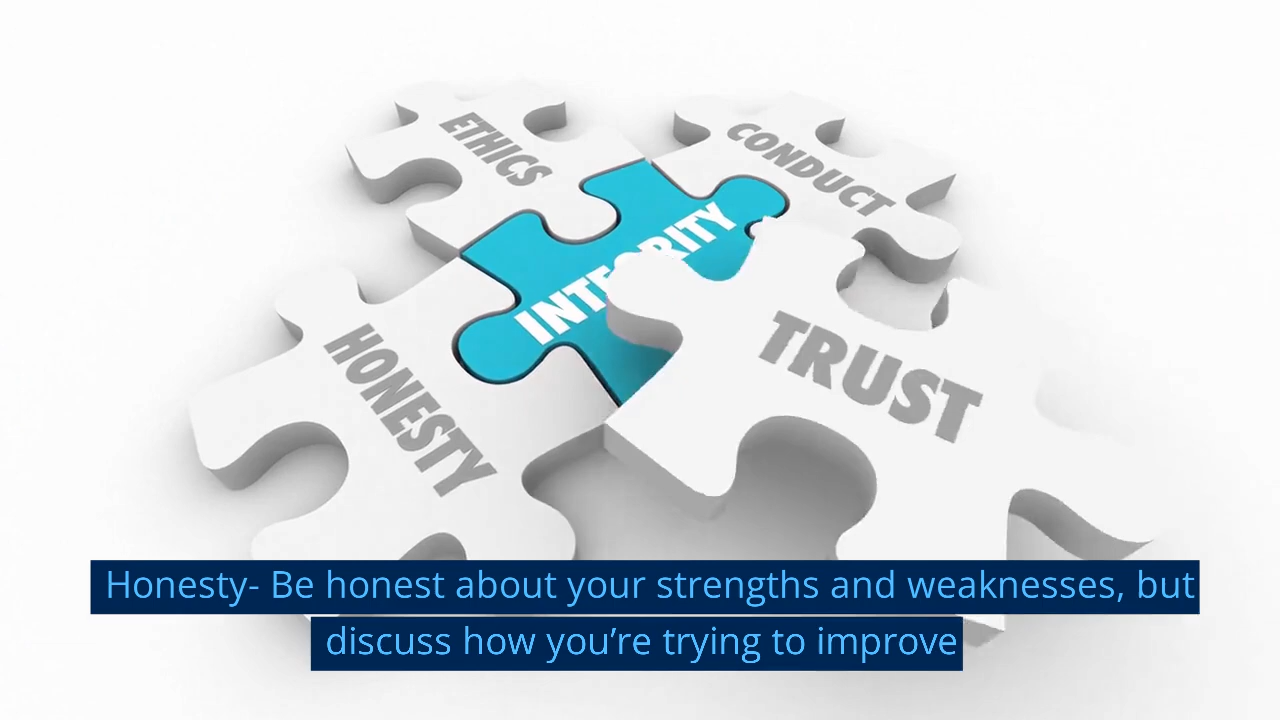 ETHICS
CONDUCT
INTEGRITY
HONESTY
TRUST
Honesty- Be honest about your strengths and weaknesses, but
discuss how you’re trying to improve